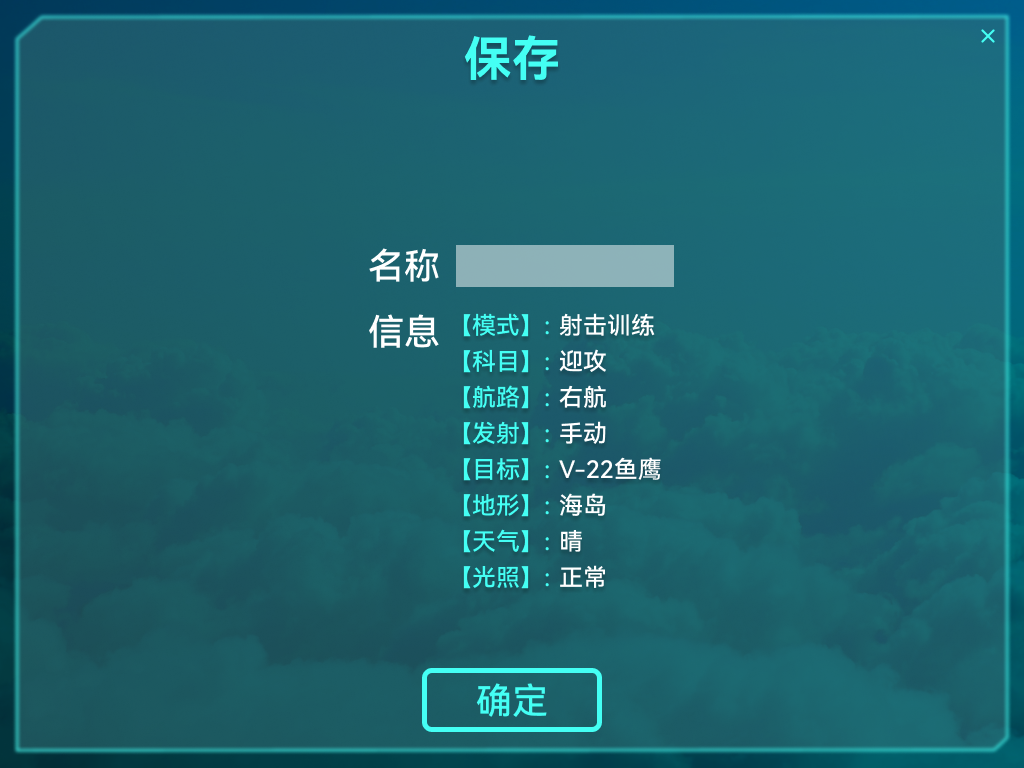 保存
×
名称
信息 【模式】: 射击训练
【科目】: 迎攻
【航路】: 右航
【发射】: 手动
【目标】: V-22鱼鹰
【地形】: 海岛
【天气】: 晴
【光照】: 正常
确定